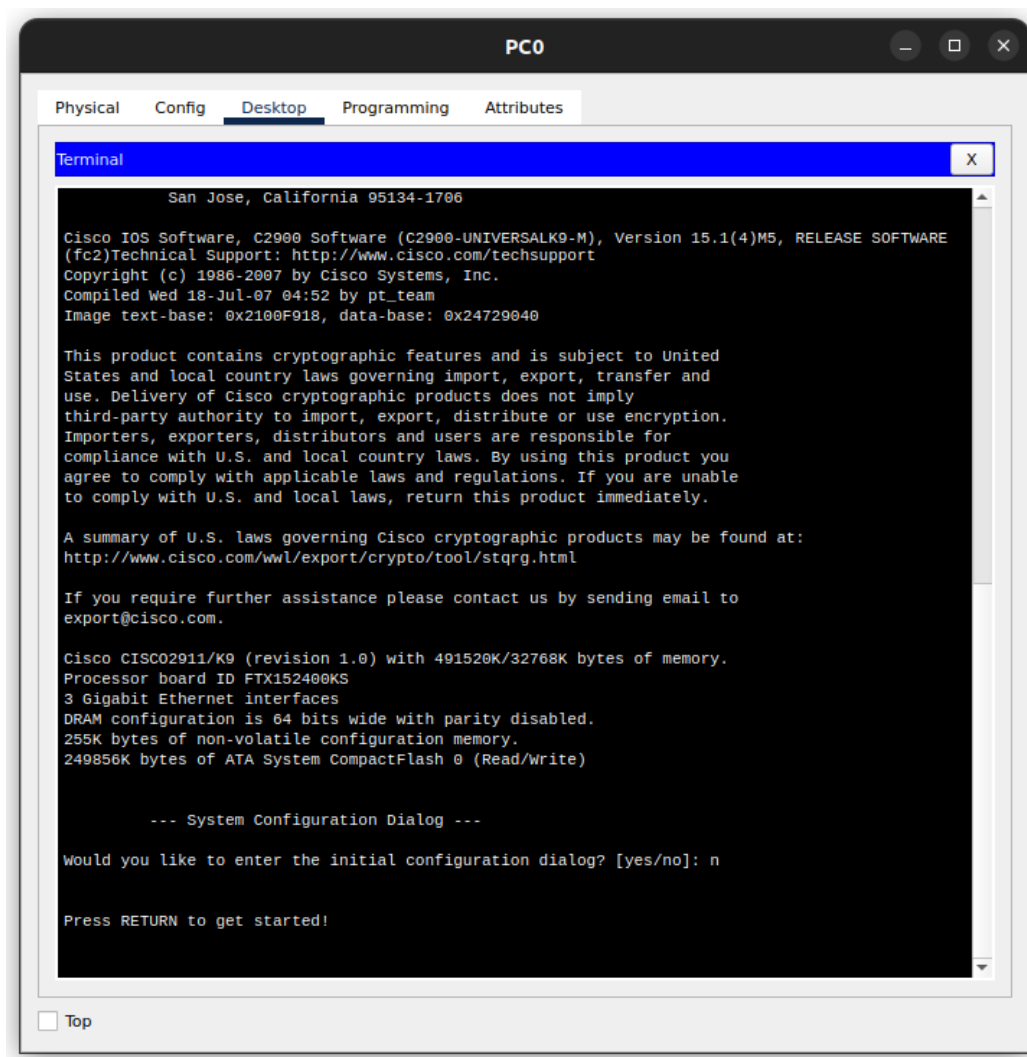 PC0
Physical Config Desktop Programming Attributes
Terminal X
San Jose, California 95134-1706
Cisco IOS Software, C2900 Software (C2900-UNIVERSALK9-M), Version 15.1(4)M5, RELEASE SOFTWARE
(fc2)Technical Support: http://www.cisco.com/techsupport
Copyright (c) 1986-2007 by Cisco Systems, Inc.
Compiled Wed 18-Jul-07 04:52 by pt_team
Image text-base: 0x2100F918, data-base: 0x24729040
This product contains cryptographic features and is subject to United
States and local country laws governing import, export, transfer and
use. Delivery of Cisco cryptographic products does not imply
third-party authority to import, export, distribute or use encryption.
Importers, exporters, distributors and users are responsible for
compliance with U.S. and local country laws. By using this product you
agree to comply with applicable laws and regulations. If you are unable
to comply with U.S. and local laws, return this product immediately.
A summary of U.S. laws governing Cisco cryptographic products may be found at:
http://www.cisco.com/wwl/export/crypto/tool/stqrg.html
If you require further assistance please contact us by sending email to
export@cisco.com.
Cisco CISCO2911/K9 (revision 1.0) with 491520K/32768K bytes of memory.
Processor board ID FTX152400KS
3 Gigabit Ethernet interfaces
DRAM configuration is 64 bits wide with parity disabled.
255K bytes of non-volatile configuration memory.
249856K bytes of ATA System CompactFlash 0 (Read/Write)
--- System Configuration Dialog ---
Would you like to enter the initial configuration dialog? [yes/no]: n
Press RETURN to get started!
Top